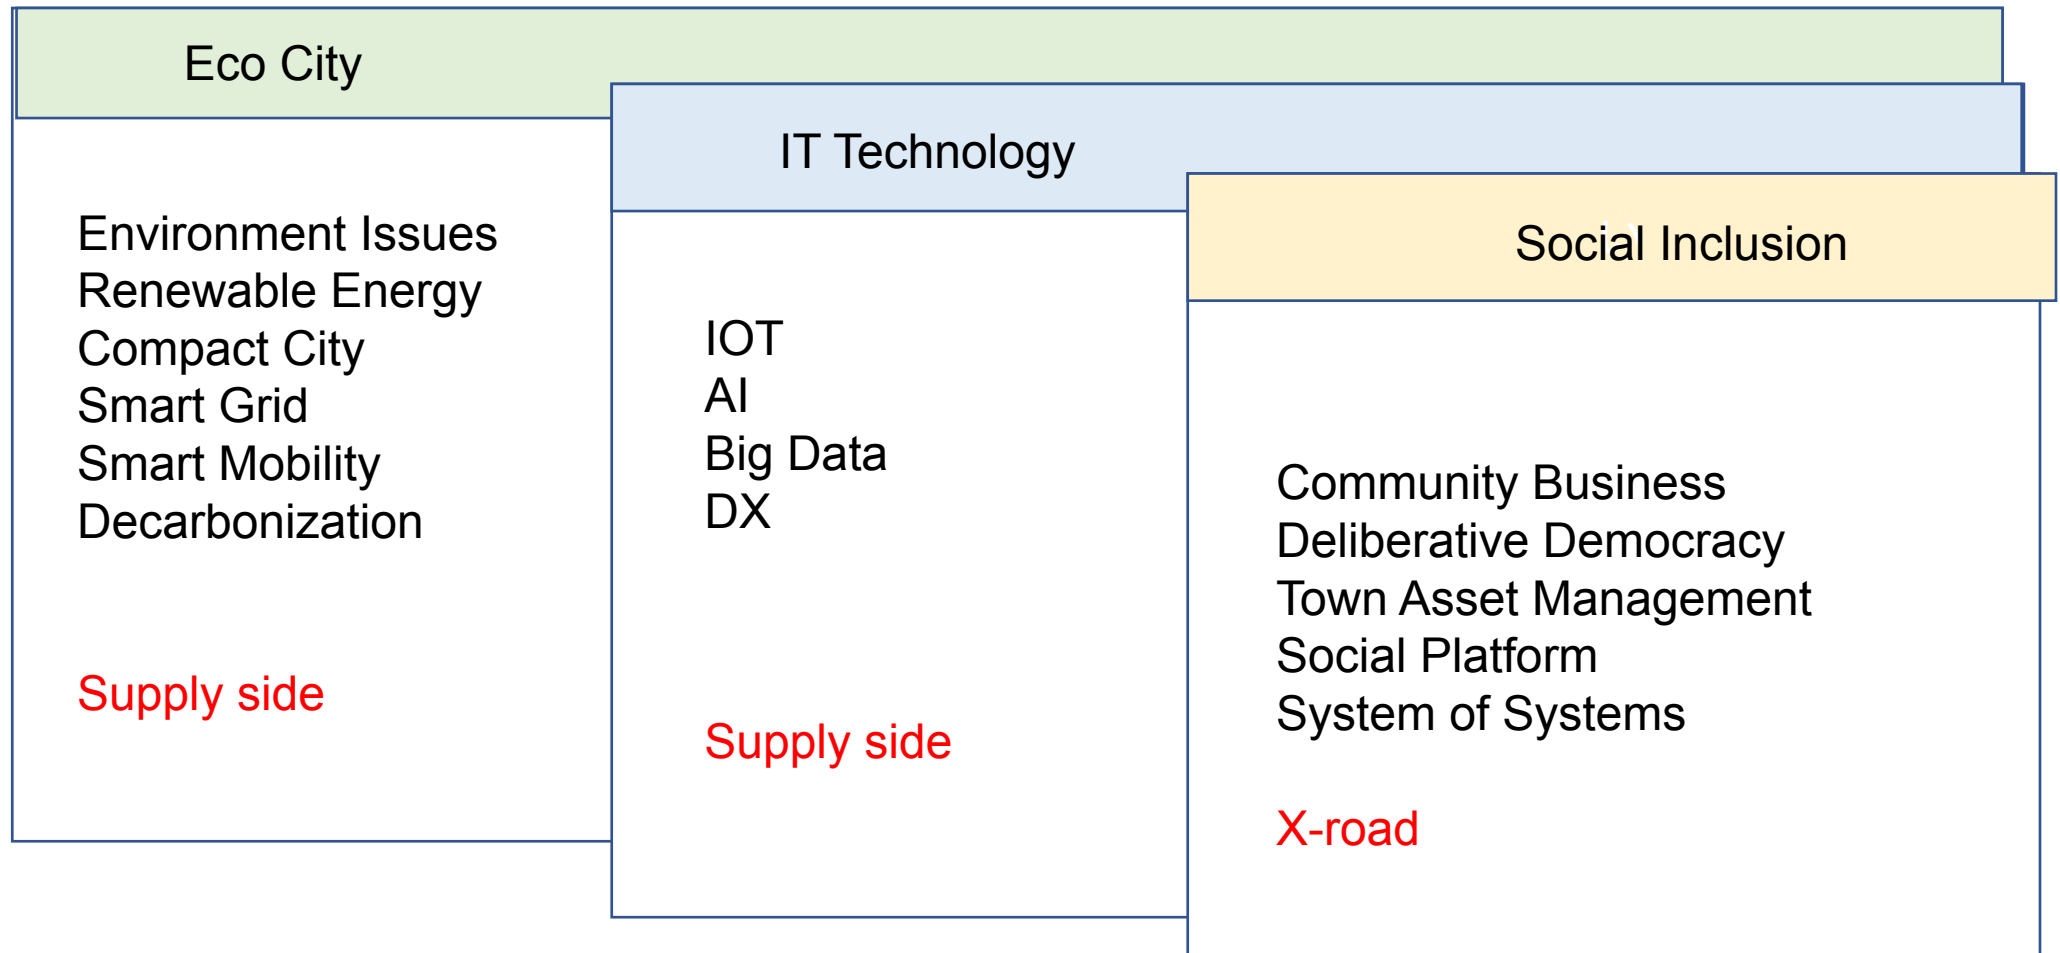 Eco City
Environment Issues
Renewable Energy
Compact City
Smart Grid
Smart Mobility
Decarbonization
Supply side
IT Technology
IOT
AI
Big Data
DX
Supply side
Social Inclusion
Community Business
Deliberative Democracy
Town Asset Management
Social Platform
System of Systems
X-road